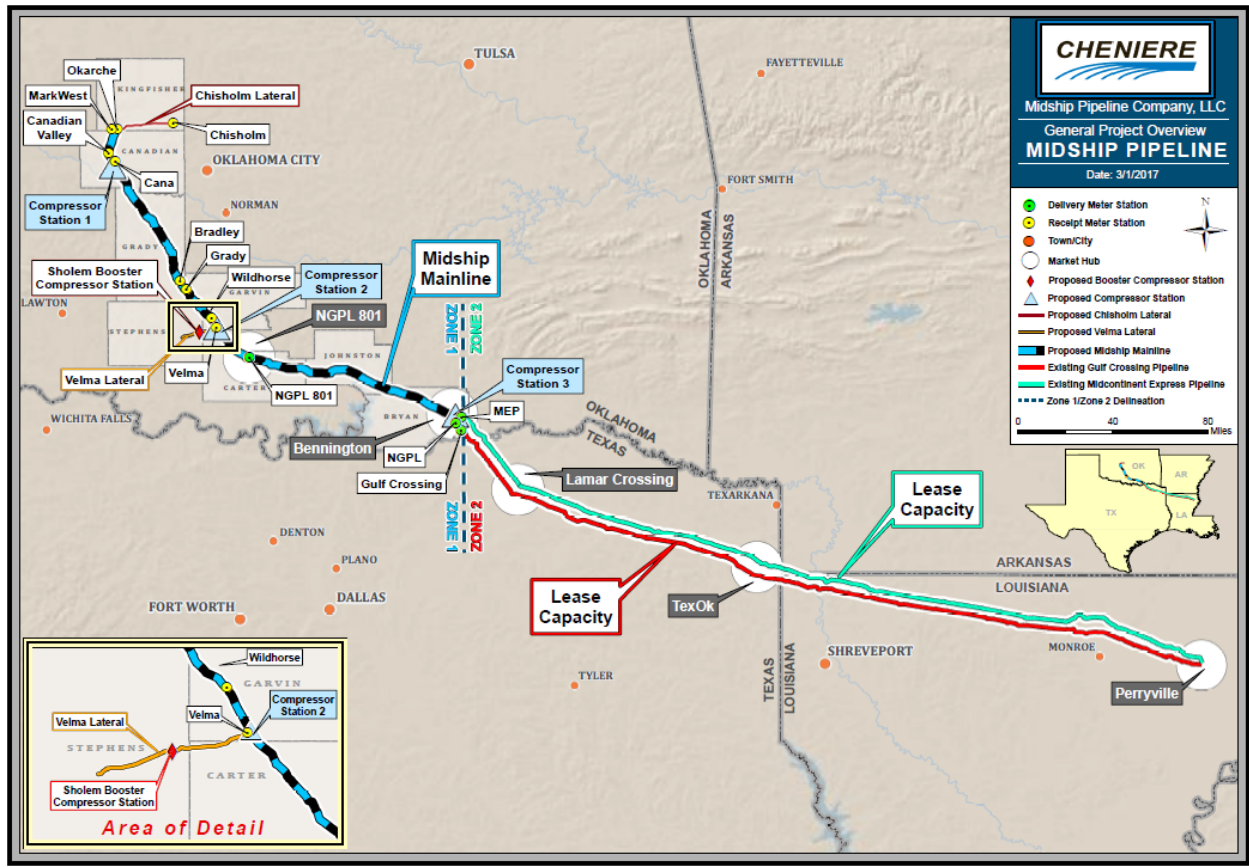 CHENIERE
Midship Pipeline Company, LLC
General Project Overview
MIDSHIP PIPELINE
Date: 3/1/2017
N
Delivery Meter Station
Receipt Meter Station
Town/City
Market Hub
Proposed Booster Compressor Station
Proposed Compressor Station
Proposed Chisholm Lateral
Proposed Velma Lateral
Proposed Midship Mainline
Existing Gulf Crossing Pipeline
Existing Midcontinent Express Pipeline
Zone 1/Zone 2 Delineation
0 40 80
Miles
OK
AR
TX
LA
TULSA
FAYETTEVILLE
Okarche
KINGFISHER
MarkWest
Chisholm Lateral
Canadian
Valley
Chisholm
CANADIAN
OKLAHOMA CITY
Cana
FORT SMITH
Compressor
Station 1
NORMAN
OKLAHOMA
ARKANSAS
Bradley
GRADY
Grady
Midship
Mainline
Sholem Booster
Compressor Station
Wildhorse
Compressor
Station 2
GARVIN
LAWTON
STEPHENS
NGPL 801
ZONE 1
ZONE 2
JOHNSTON
Velma
Compressor
Station 3
Velma Lateral
CARTER
NGPL 801
MEP
BRYAN
OKLAHOMA
TEXAS
WICHITA FALLS
Bennington
NGPL
Gulf Crossing
Lamar Crossing
ZONE 1
ZONE 2
TEXARKANA
Lease
Capacity
DENTON
PLANO
ARKANSAS
LOUISIANA
DALLAS
FORT WORTH
Lease
Capacity
TexOk
SHREVEPORT
MONROE
TYLER
TEXAS
LOUISIANA
Perryville
Wildhorse
GARVIN
Compressor
Station 2
Velma
Velma Lateral
STEPHENS
CARTER
Sholem Booster
Compressor Station
Area of Detail